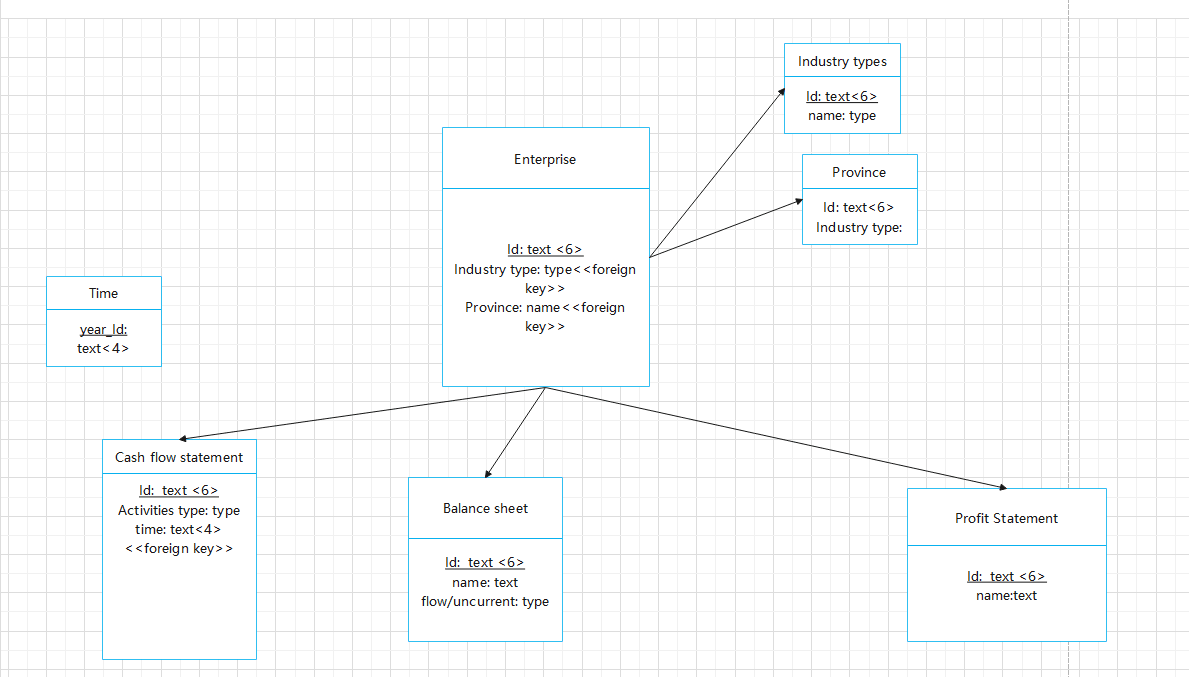 Industry types
Id: text<6>
name: type
Province
Id: text<6>
Industry type:
Enterprise
Id: text <6>
Industry type: type<<foreign
key>>
Province: name<<foreign
key>>
Time
year_Id:
text<4>
Cash flow statement
Id:  text <6>
Activities type: type
time: text<4>
<<foreign key>>
Balance sheet
Id:  text <6>
name: text
flow/uncurrent: type
Profit Statement
Id:  text <6>
name:text